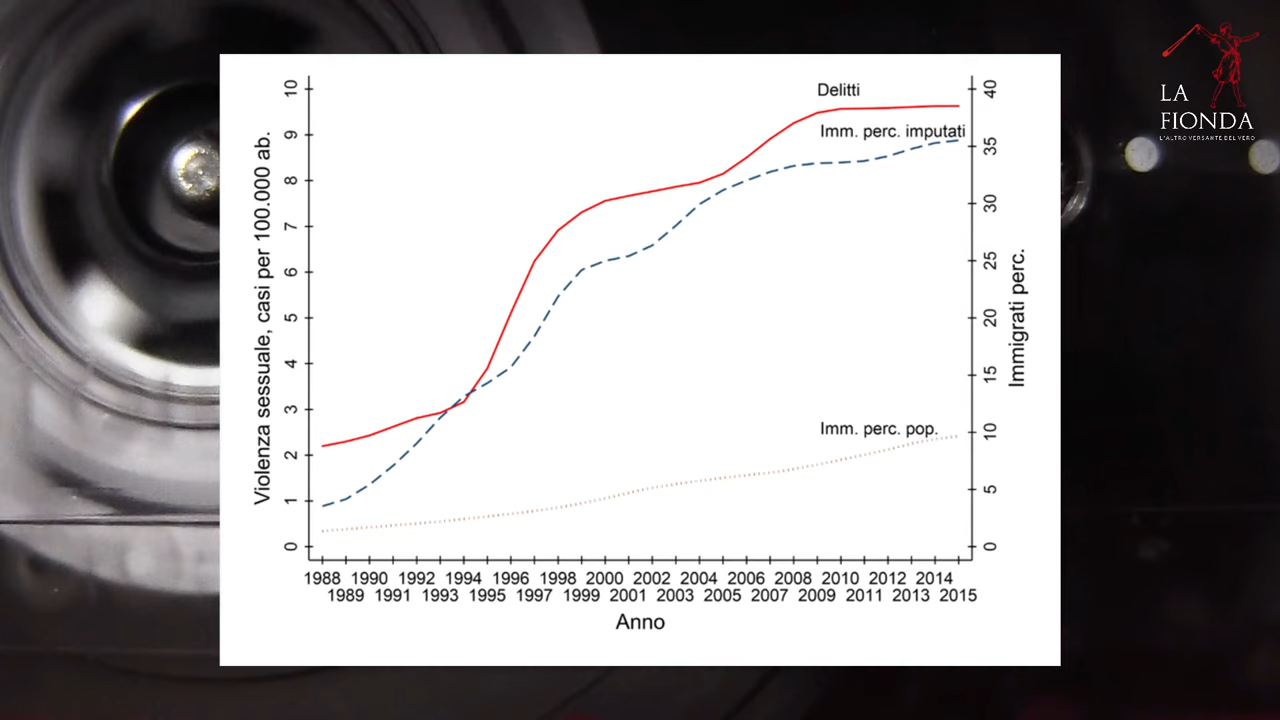 LA
FIONDA
L'ALTRO VERSANTE DEL VERO
Violenza sessuale, casi per 100.000 ab.
10
9
8
7
6
5
4
3
2
1
0
Delitti
Imm. perc. imputati
Imm. perc. pop.
40
35
30
25
20
15
10
5
0
Immigrati perc.
1988 1990 1992 1994 1996 1998 2000 2002 2004 2006 2008 2010 2012 2014
1989 1991 1993 1995 1997 1999 2001 2003 2005 2007 2009 2011 2013 2015
Anno